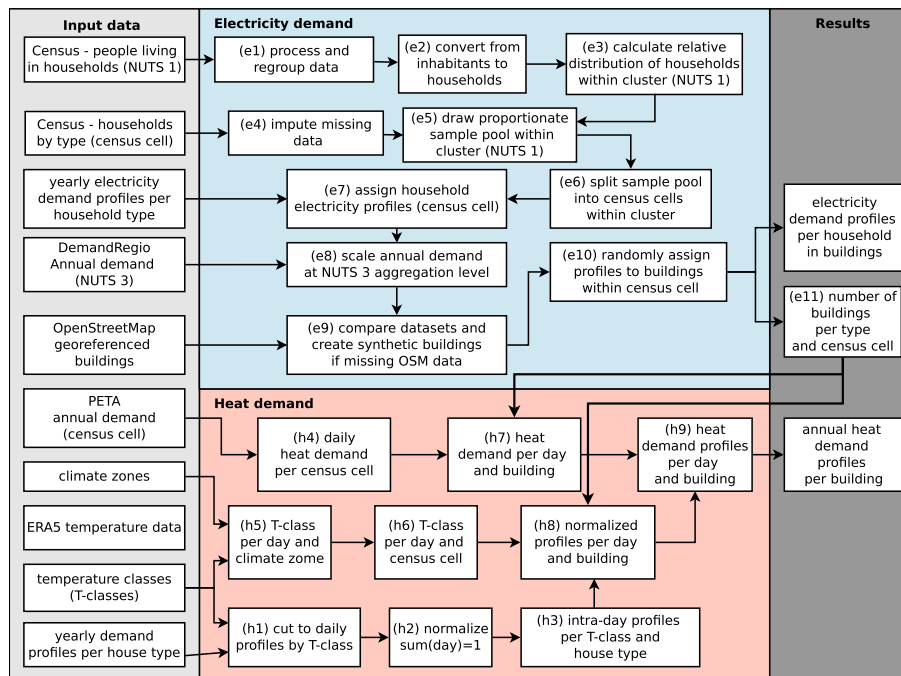 Input data
Electricity demand
Results
Census - people living
in households (NUTS 1)
(e1) process and
regroup data
(e2) convert from
inhabitants to
households
(e3) calculate relative
distribution of households
within cluster (NUTS 1)
Census - households
by type (census cell)
(e4) impute missing
data
(e5) draw proportionate
sample pool within
cluster (NUTS 1)
yearly electricity
demand profiles per
household type
(e7) assign household
electricity profiles (census cell)
(e6) split sample pool
into census cells
within cluster
electricity
demand profiles
per household
in buildings
DemandRegio
Annual demand
(NUTS 3)
(e8) scale annual demand
at NUTS 3 aggregation level
(e10) randomly assign
profiles to buildings
within census cell
(e11) number of
buildings
per type
and census cell
OpenStreetMap
georeferenced
buildings
(e9) compare datasets and
create synthetic buildings
if missing OSM data
Heat demand
PETA
annual demand
(census cell)
(h4) daily
heat demand
per census cell
(h7) heat
demand per day
and building
(h9) heat
demand profiles
per day
and building
annual heat
demand
profiles
per building
climate zones
ERA5 temperature data
(h5) T-class
per day and
climate zone
(h6) T-class
per day and
census cell
(h8) normalized
profiles per day
and building
temperature classes
(T-classes)
yearly demand
profiles per house type
(h1) cut to daily
profiles by T-class
(h2) normalize
sum(day)=1
(h3) intra-day profiles
per T-class and
house type